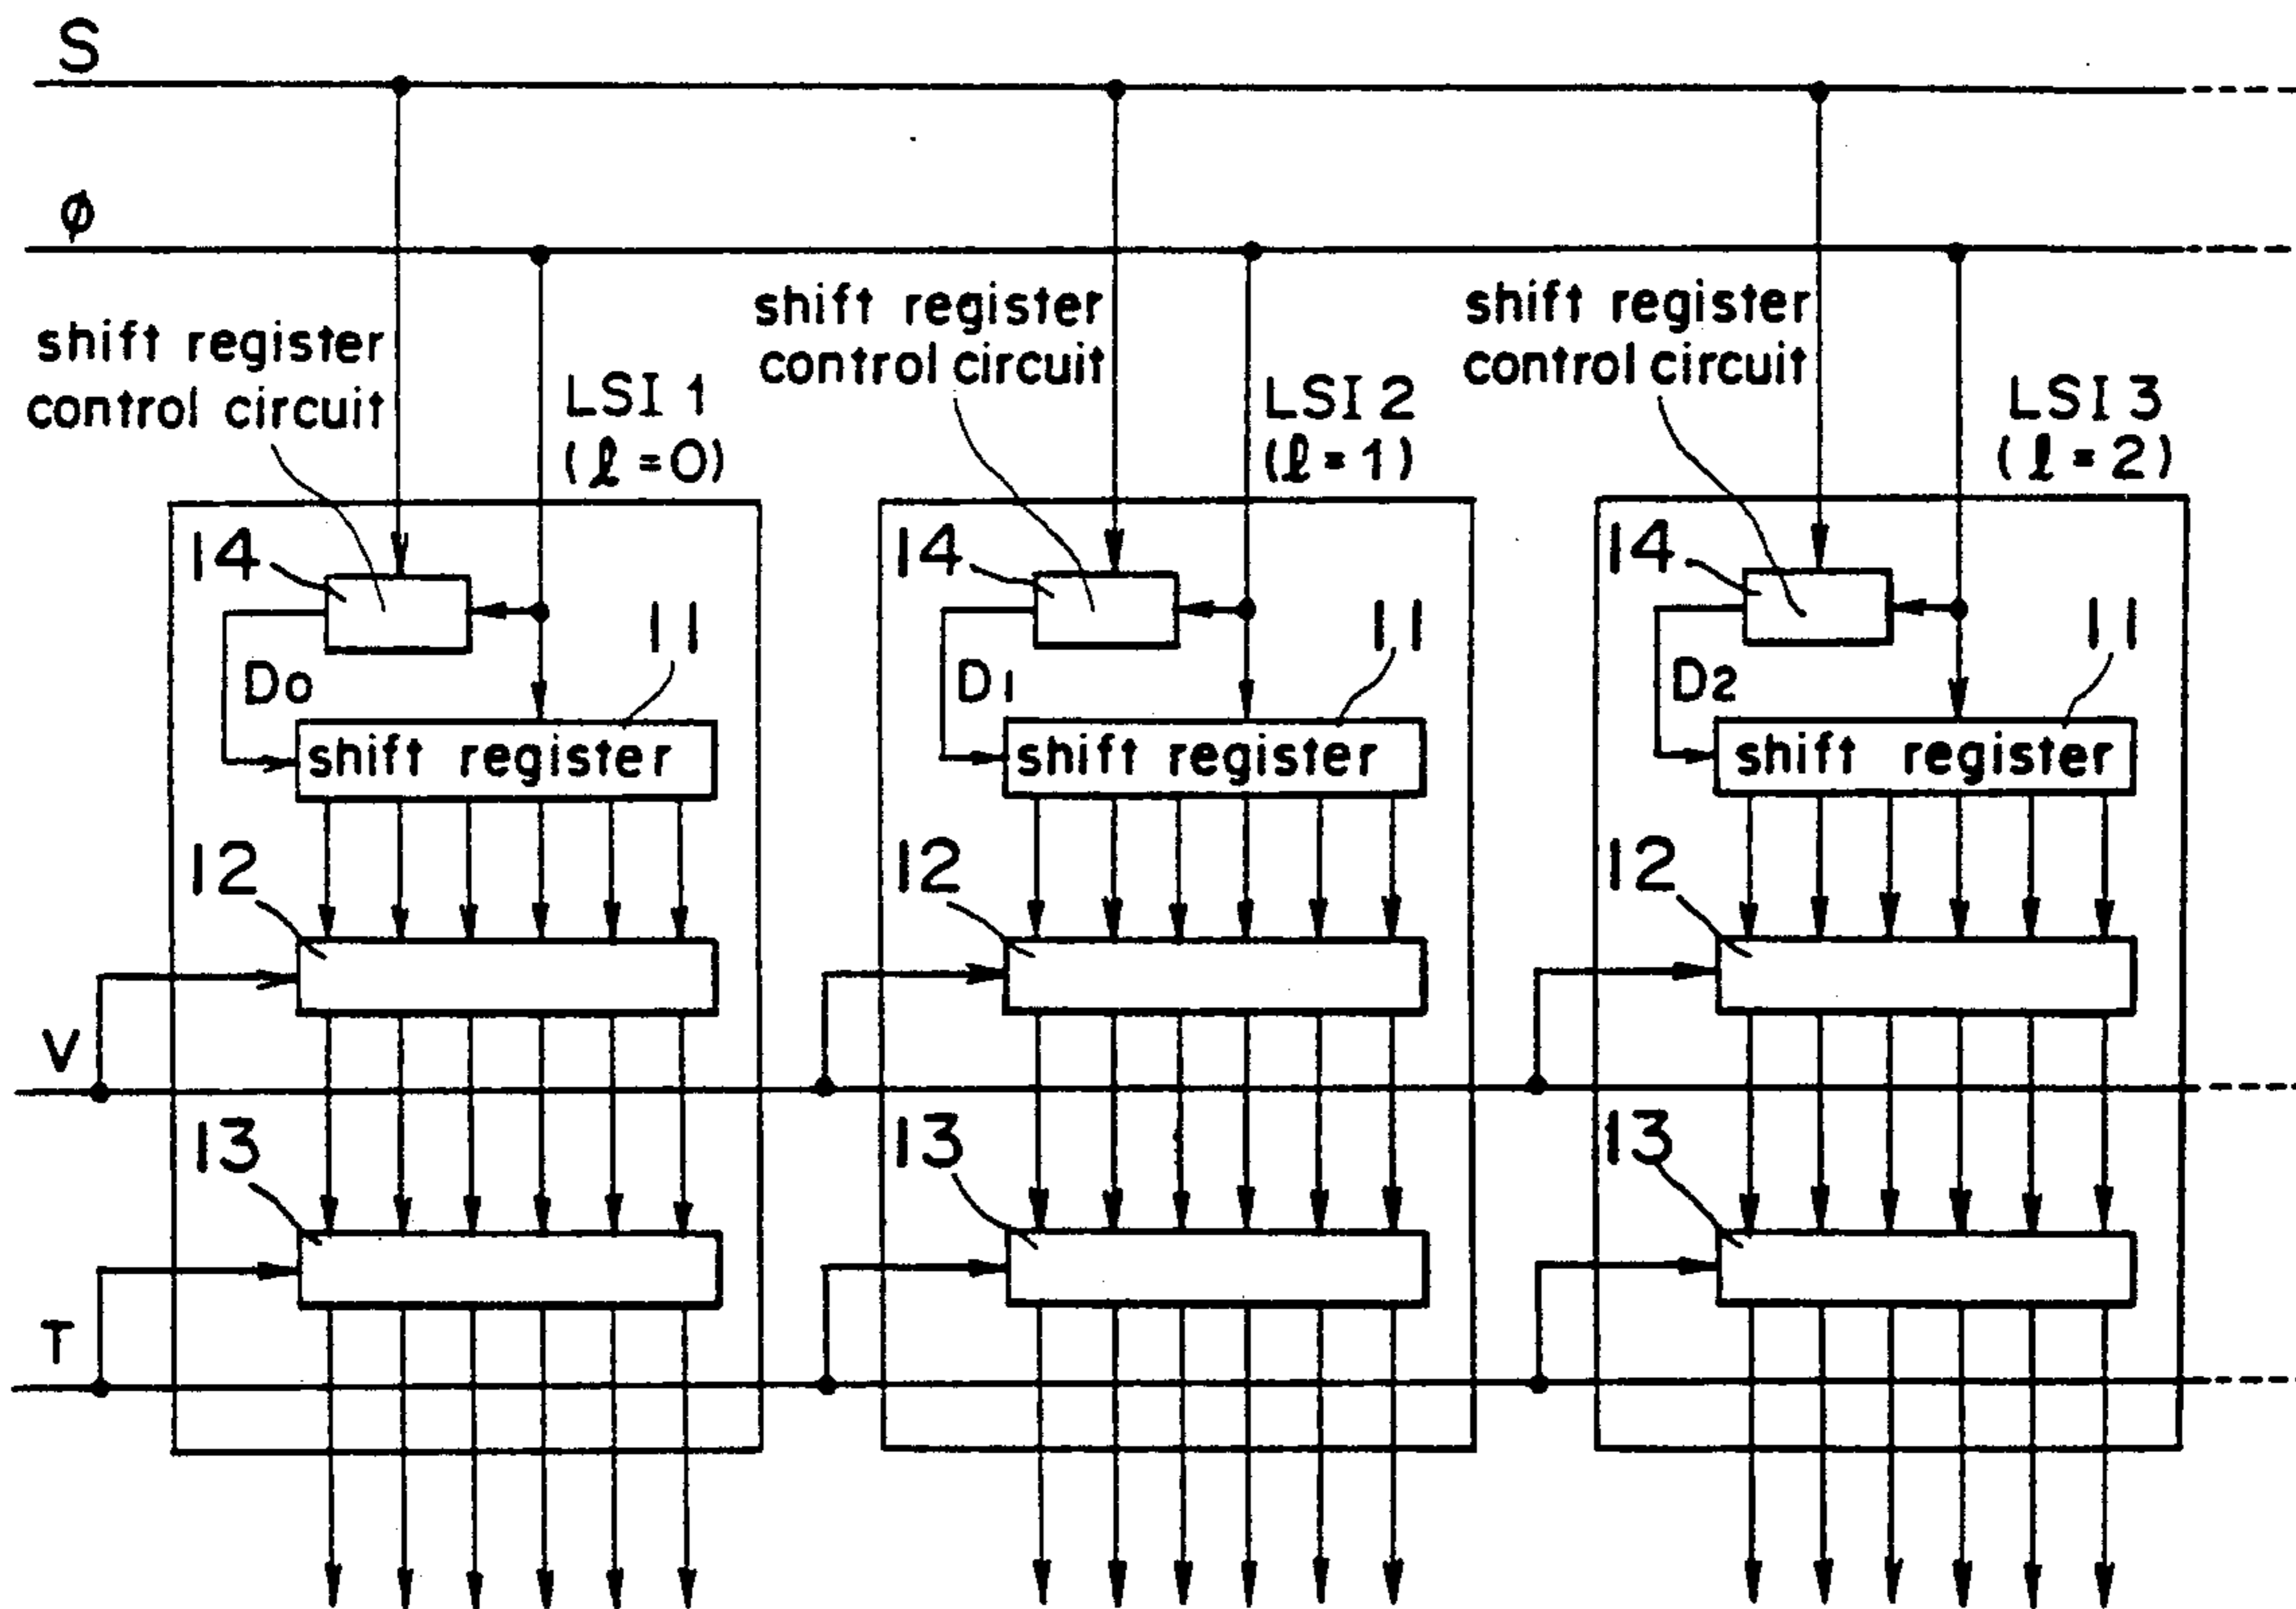 S
φ
shift register
control circuit
LSI 1
(ℓ = 0)
shift register
control circuit
LSI 2
(ℓ = 1)
shift register
control circuit
LSI 3
(ℓ = 2)
14
11
D0
shift register
14
11
D1
shift register
14
11
D2
shift register
12
12
12
V
13
13
13
T